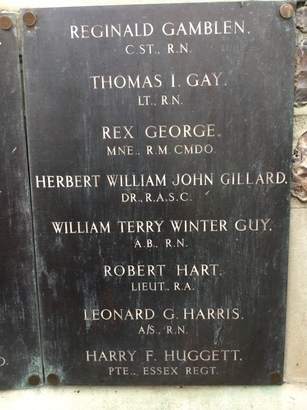 REGINALD GAMBLEN.
C.ST., R.N.
THOMAS I. GAY.
LT., R.N.
REX GEORGE.
MNE., R.M. CMDO.
HERBERT WILLIAM JOHN GILLARD.
DR., R.A.S.C.
WILLIAM TERRY WINTER GUY.
A.B., R.N.
ROBERT HART.
LIEUT., R.A.
LEONARD G. HARRIS.
A/S., R.N.
HARRY F. HUGGETT.
PTE., ESSEX REGT.
D.